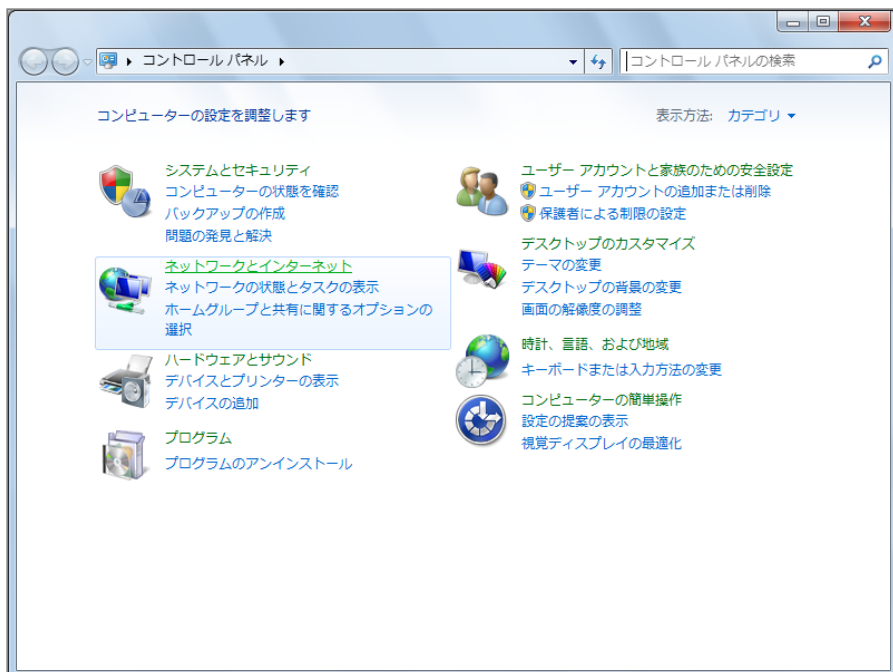 コントロール パネル
コントロール パネルの検索
コンピューターの設定を調整します
表示方法: カテゴリ
システムとセキュリティ
コンピューターの状態を確認
バックアップの作成
問題の発見と解決
ネットワークとインターネット
ネットワークの状態とタスクの表示
ホームグループと共有に関するオプションの
選択
ハードウェアとサウンド
デバイスとプリンターの表示
デバイスの追加
プログラム
プログラムのアンインストール
ユーザー アカウントと家族のための安全設定
ユーザー アカウントの追加または削除
保護者による制限の設定
デスクトップのカスタマイズ
テーマの変更
デスクトップの背景の変更
画面の解像度の調整
時計、言語、および地域
キーボードまたは入力方法の変更
コンピューターの簡単操作
設定の提案の表示
視覚ディスプレイの最適化